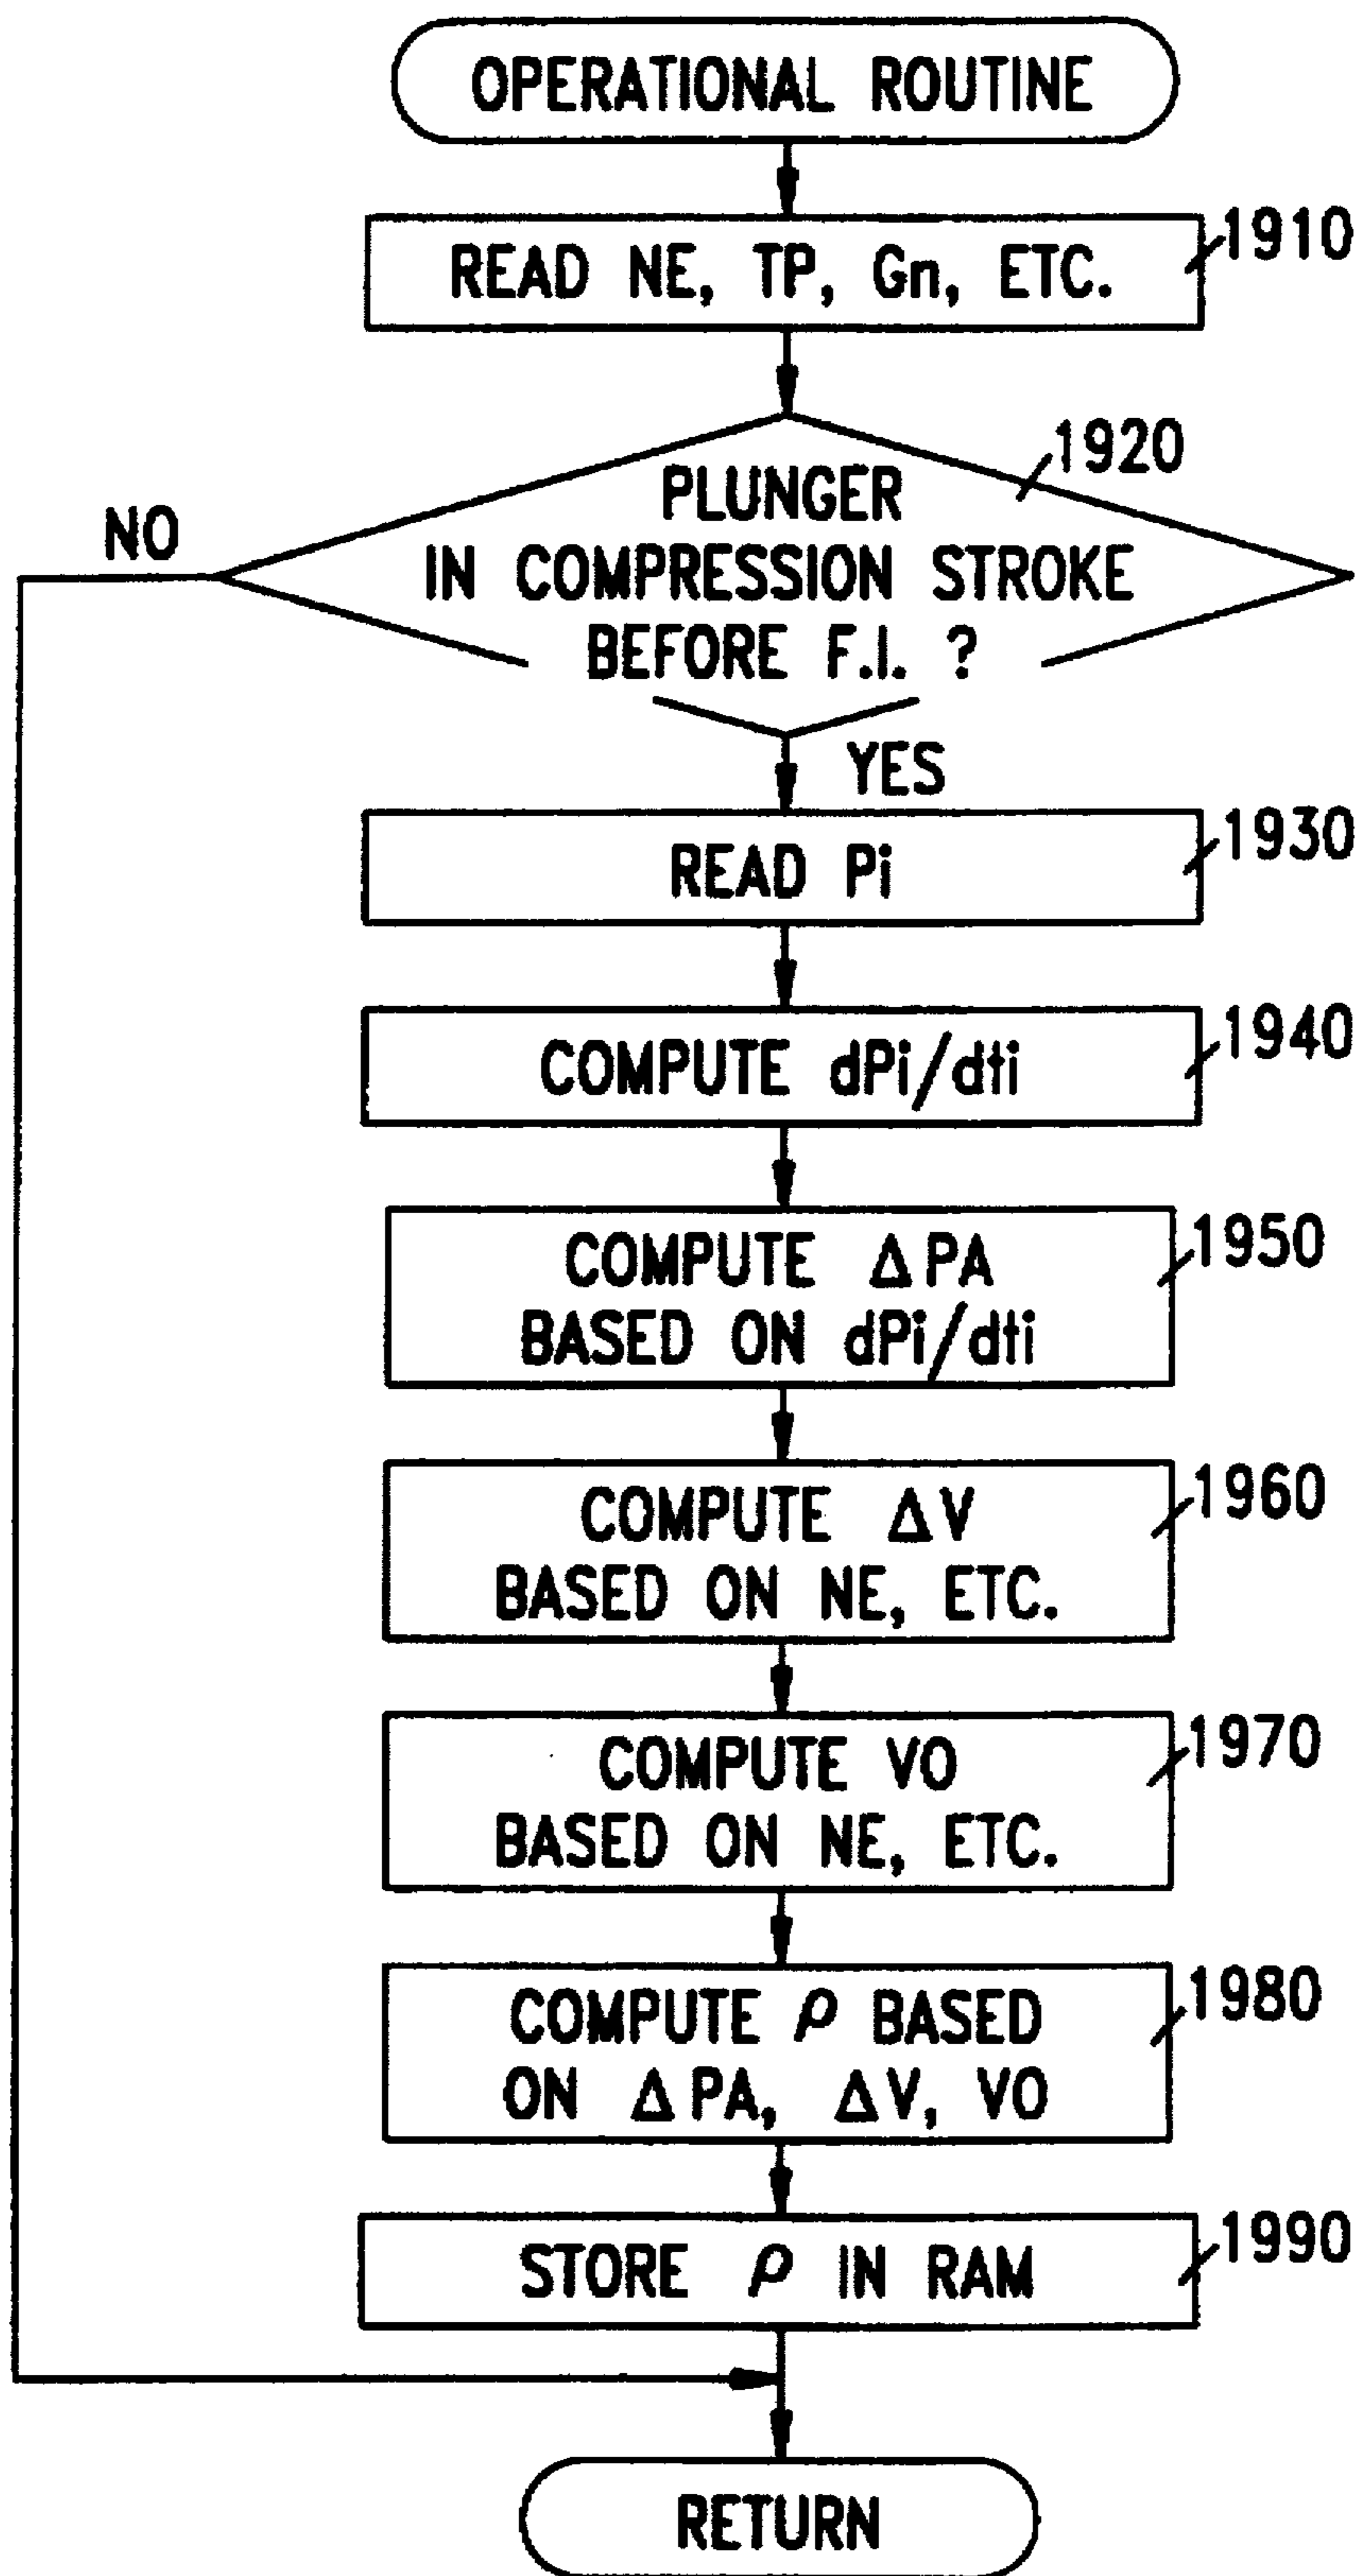 OPERATIONAL ROUTINE
READ NE, TP, Gn, ETC.
1910
1920
PLUNGER
IN COMPRESSION STROKE
BEFORE F.I. ?
NO
YES
READ Pi
1930
COMPUTE dPi/dti
1940
COMPUTE ΔPA
BASED ON dPi/dti
1950
COMPUTE ΔV
BASED ON NE, ETC.
1960
COMPUTE VO
BASED ON NE, ETC.
1970
COMPUTE ρ BASED
ON ΔPA, ΔV, VO
1980
STORE ρ IN RAM
1990
RETURN